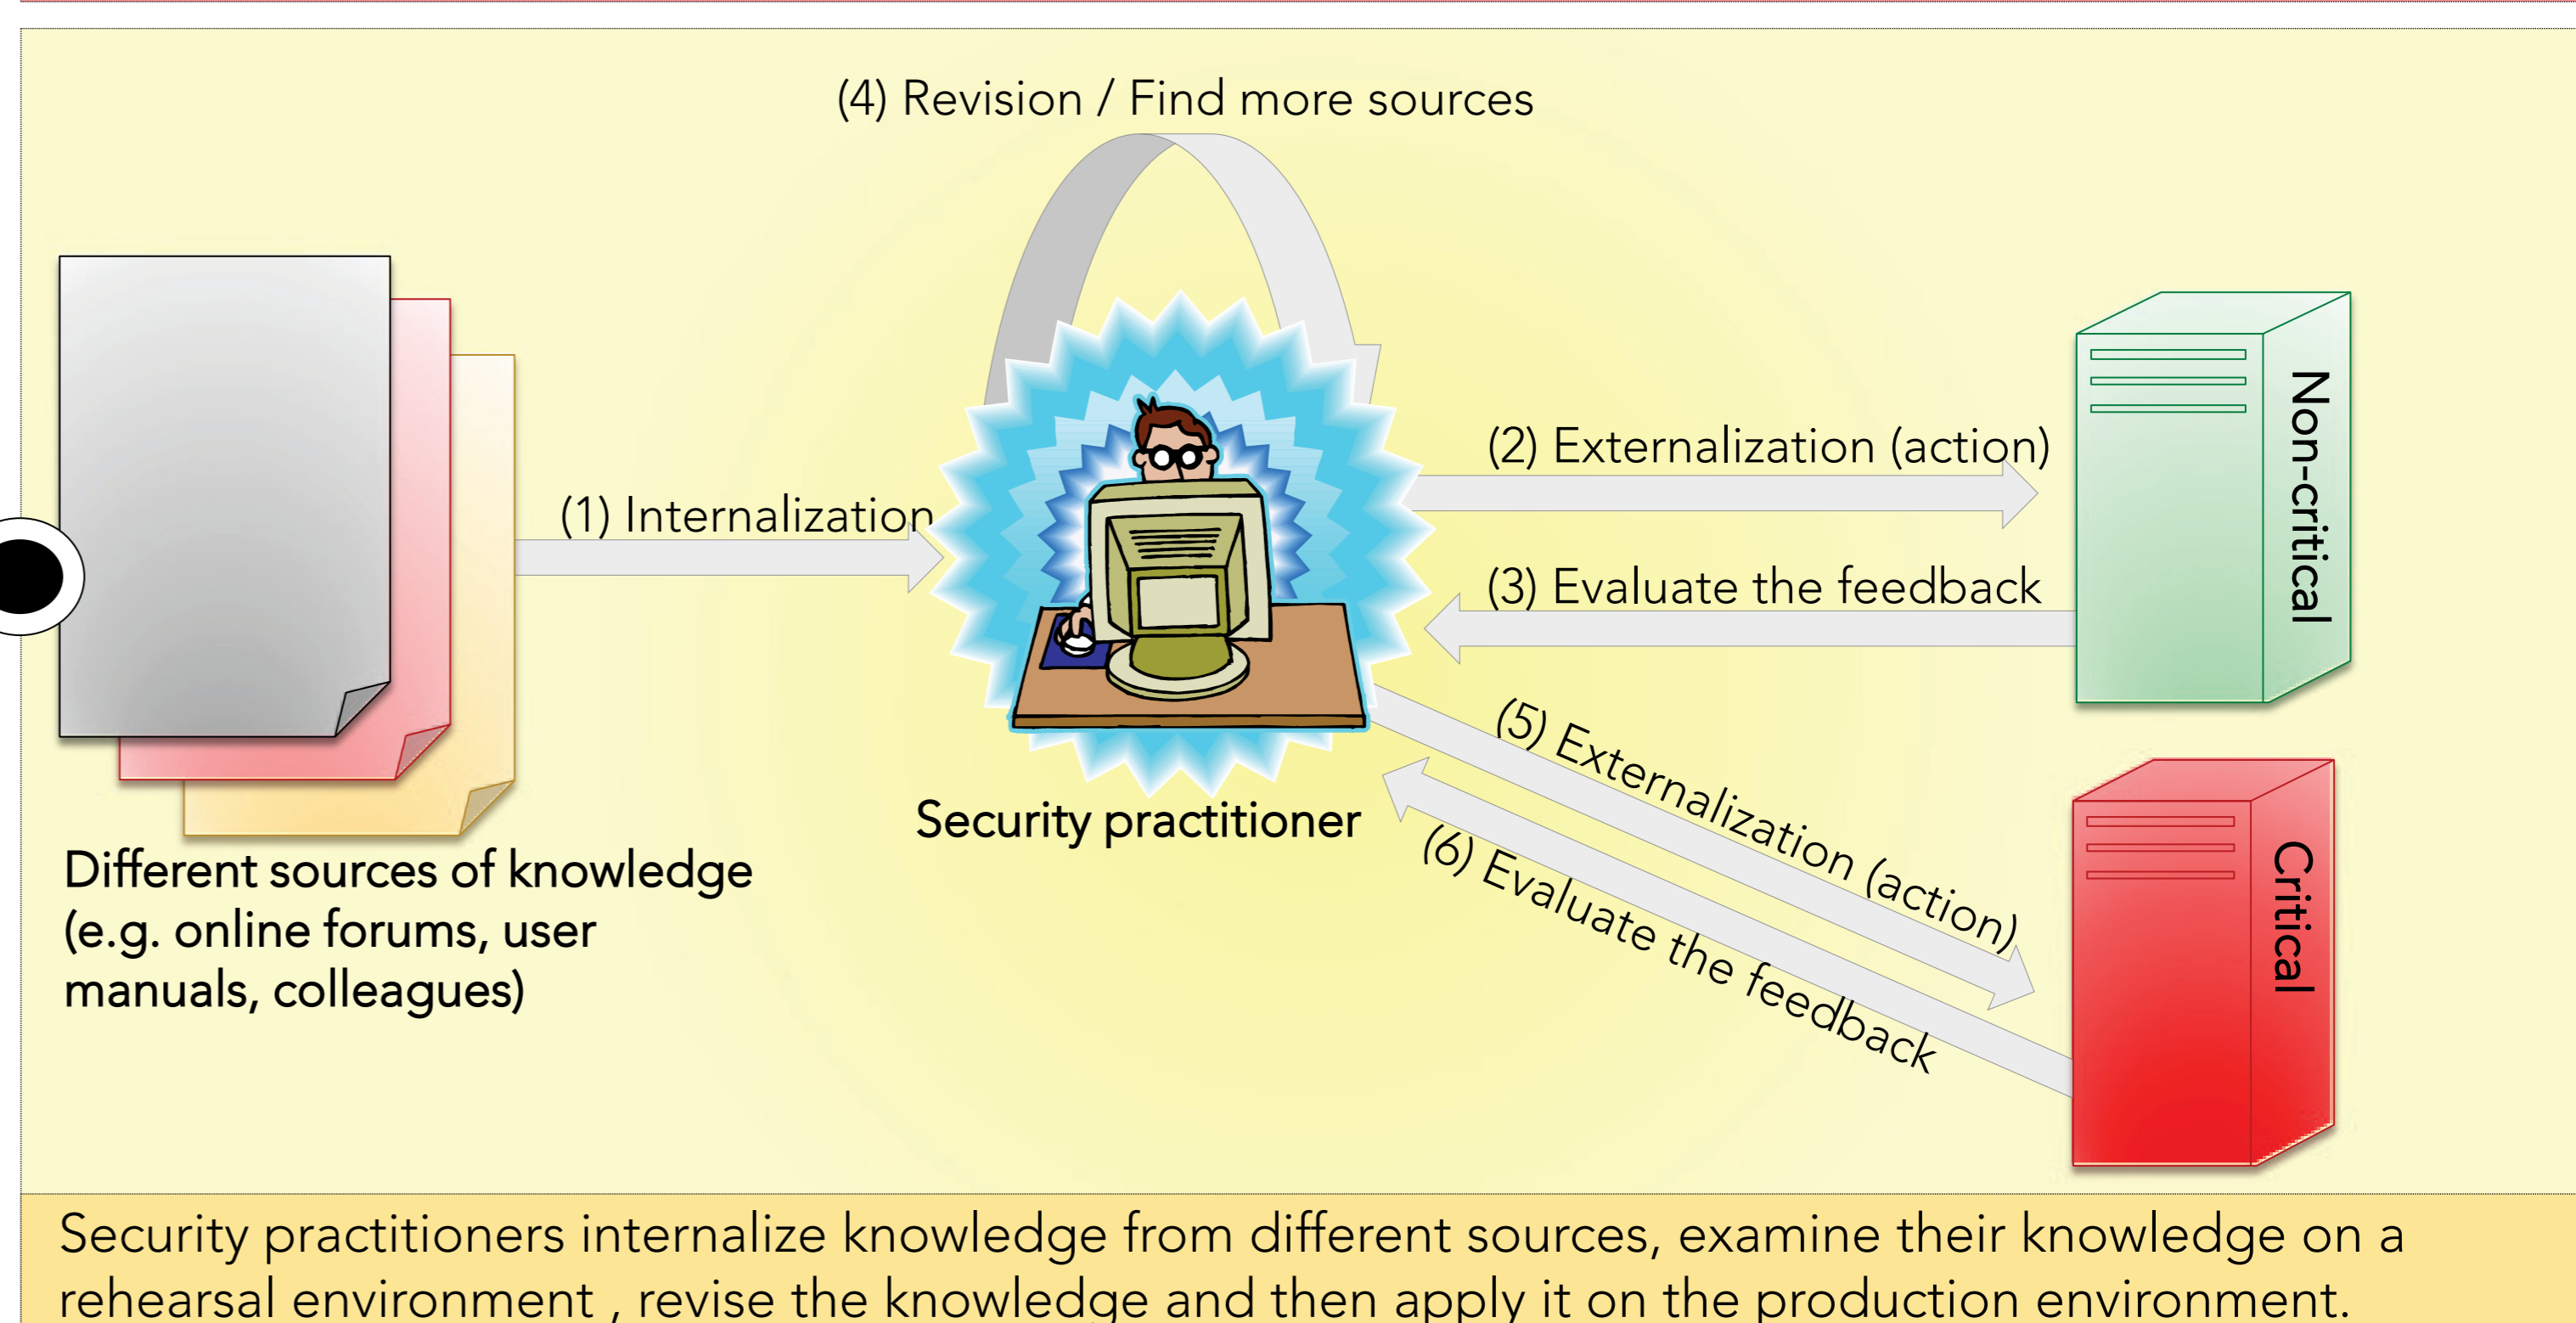 (4) Revision / Find more sources
(1) Internalization
(2) Externalization (action)
(3) Evaluate the feedback
Non-critical
(5) Externalization (action)
(6) Evaluate the feedback
Critical
Security practitioner
Different sources of knowledge
(e.g. online forums, user
manuals, colleagues)
Security practitioners internalize knowledge from different sources, examine their knowledge on a
rehearsal environment , revise the knowledge and then apply it on the production environment.